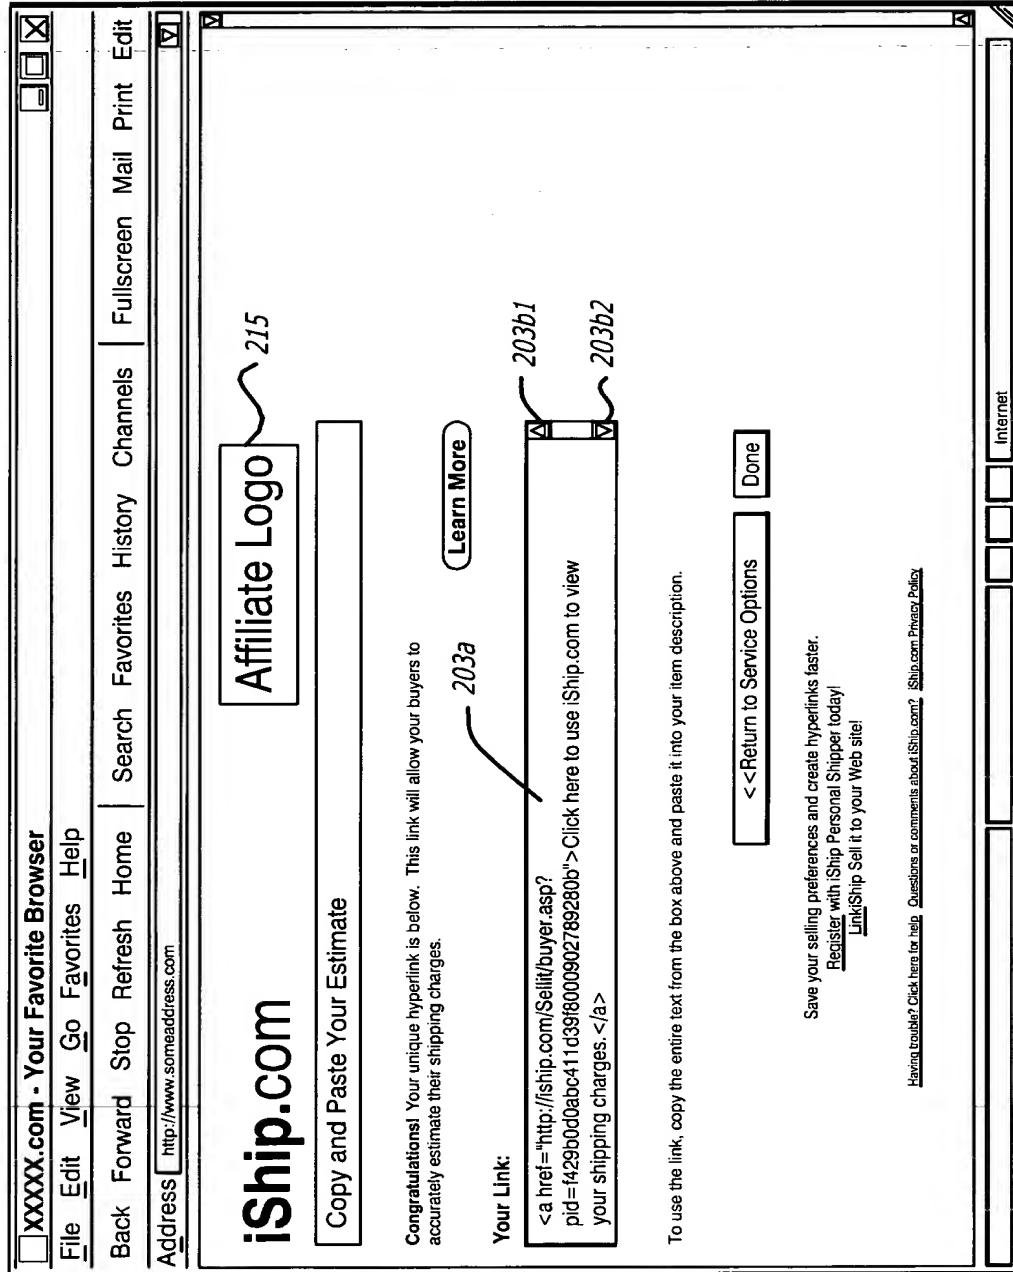 XXXXX.com - Your Favorite Browser
File Edit View Go Favorites Help
Back Forward Stop Refresh Home Search Favorites History Channels Fullscreen Mail Print Edit
Address http://www.someaddress.com
iShip.com
Affiliate Logo
215
Copy and Paste Your Estimate
Congratulations! Your unique hyperlink is below. This link will allow your buyers to
accurately estimate their shipping charges.
Learn More
203a
Your Link:
203b1
<a href="http://iship.com/Sellit/buyer.asp?
pid=f429b0d0abc411d39f8000902789280b">Click here to use iShip.com to view
your shipping charges.</a>
203b2
To use the link, copy the entire text from the box above and paste it into your item description.
<<Return to Service Options
Done
Save your selling preferences and create hyperlinks faster.
Register with iShip Personal Shipper today!
LinkiShip Sell it to your Web site!
Having trouble? Click here for help Questions or comments about iShip.com? iShip.com Privacy Policy
Internet